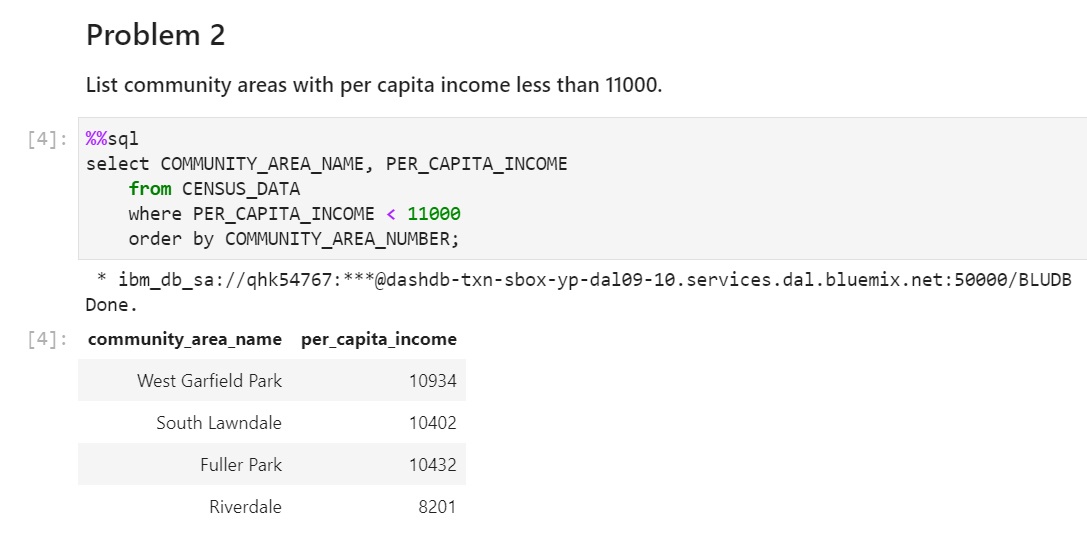 Problem 2
List community areas with per capita income less than 11000.
[4]: %%sql
select COMMUNITY_AREA_NAME, PER_CAPITA_INCOME
    from CENSUS_DATA
    where PER_CAPITA_INCOME < 11000
    order by COMMUNITY_AREA_NUMBER;
* ibm_db_sa://qhk54767:***@dashdb-txn-sbox-yp-dal09-10.services.dal.bluemix.net:50000/BLUDB
Done.
[4]: community_area_name per_capita_income
West Garfield Park 10934
South Lawndale 10402
Fuller Park 10432
Riverdale 8201